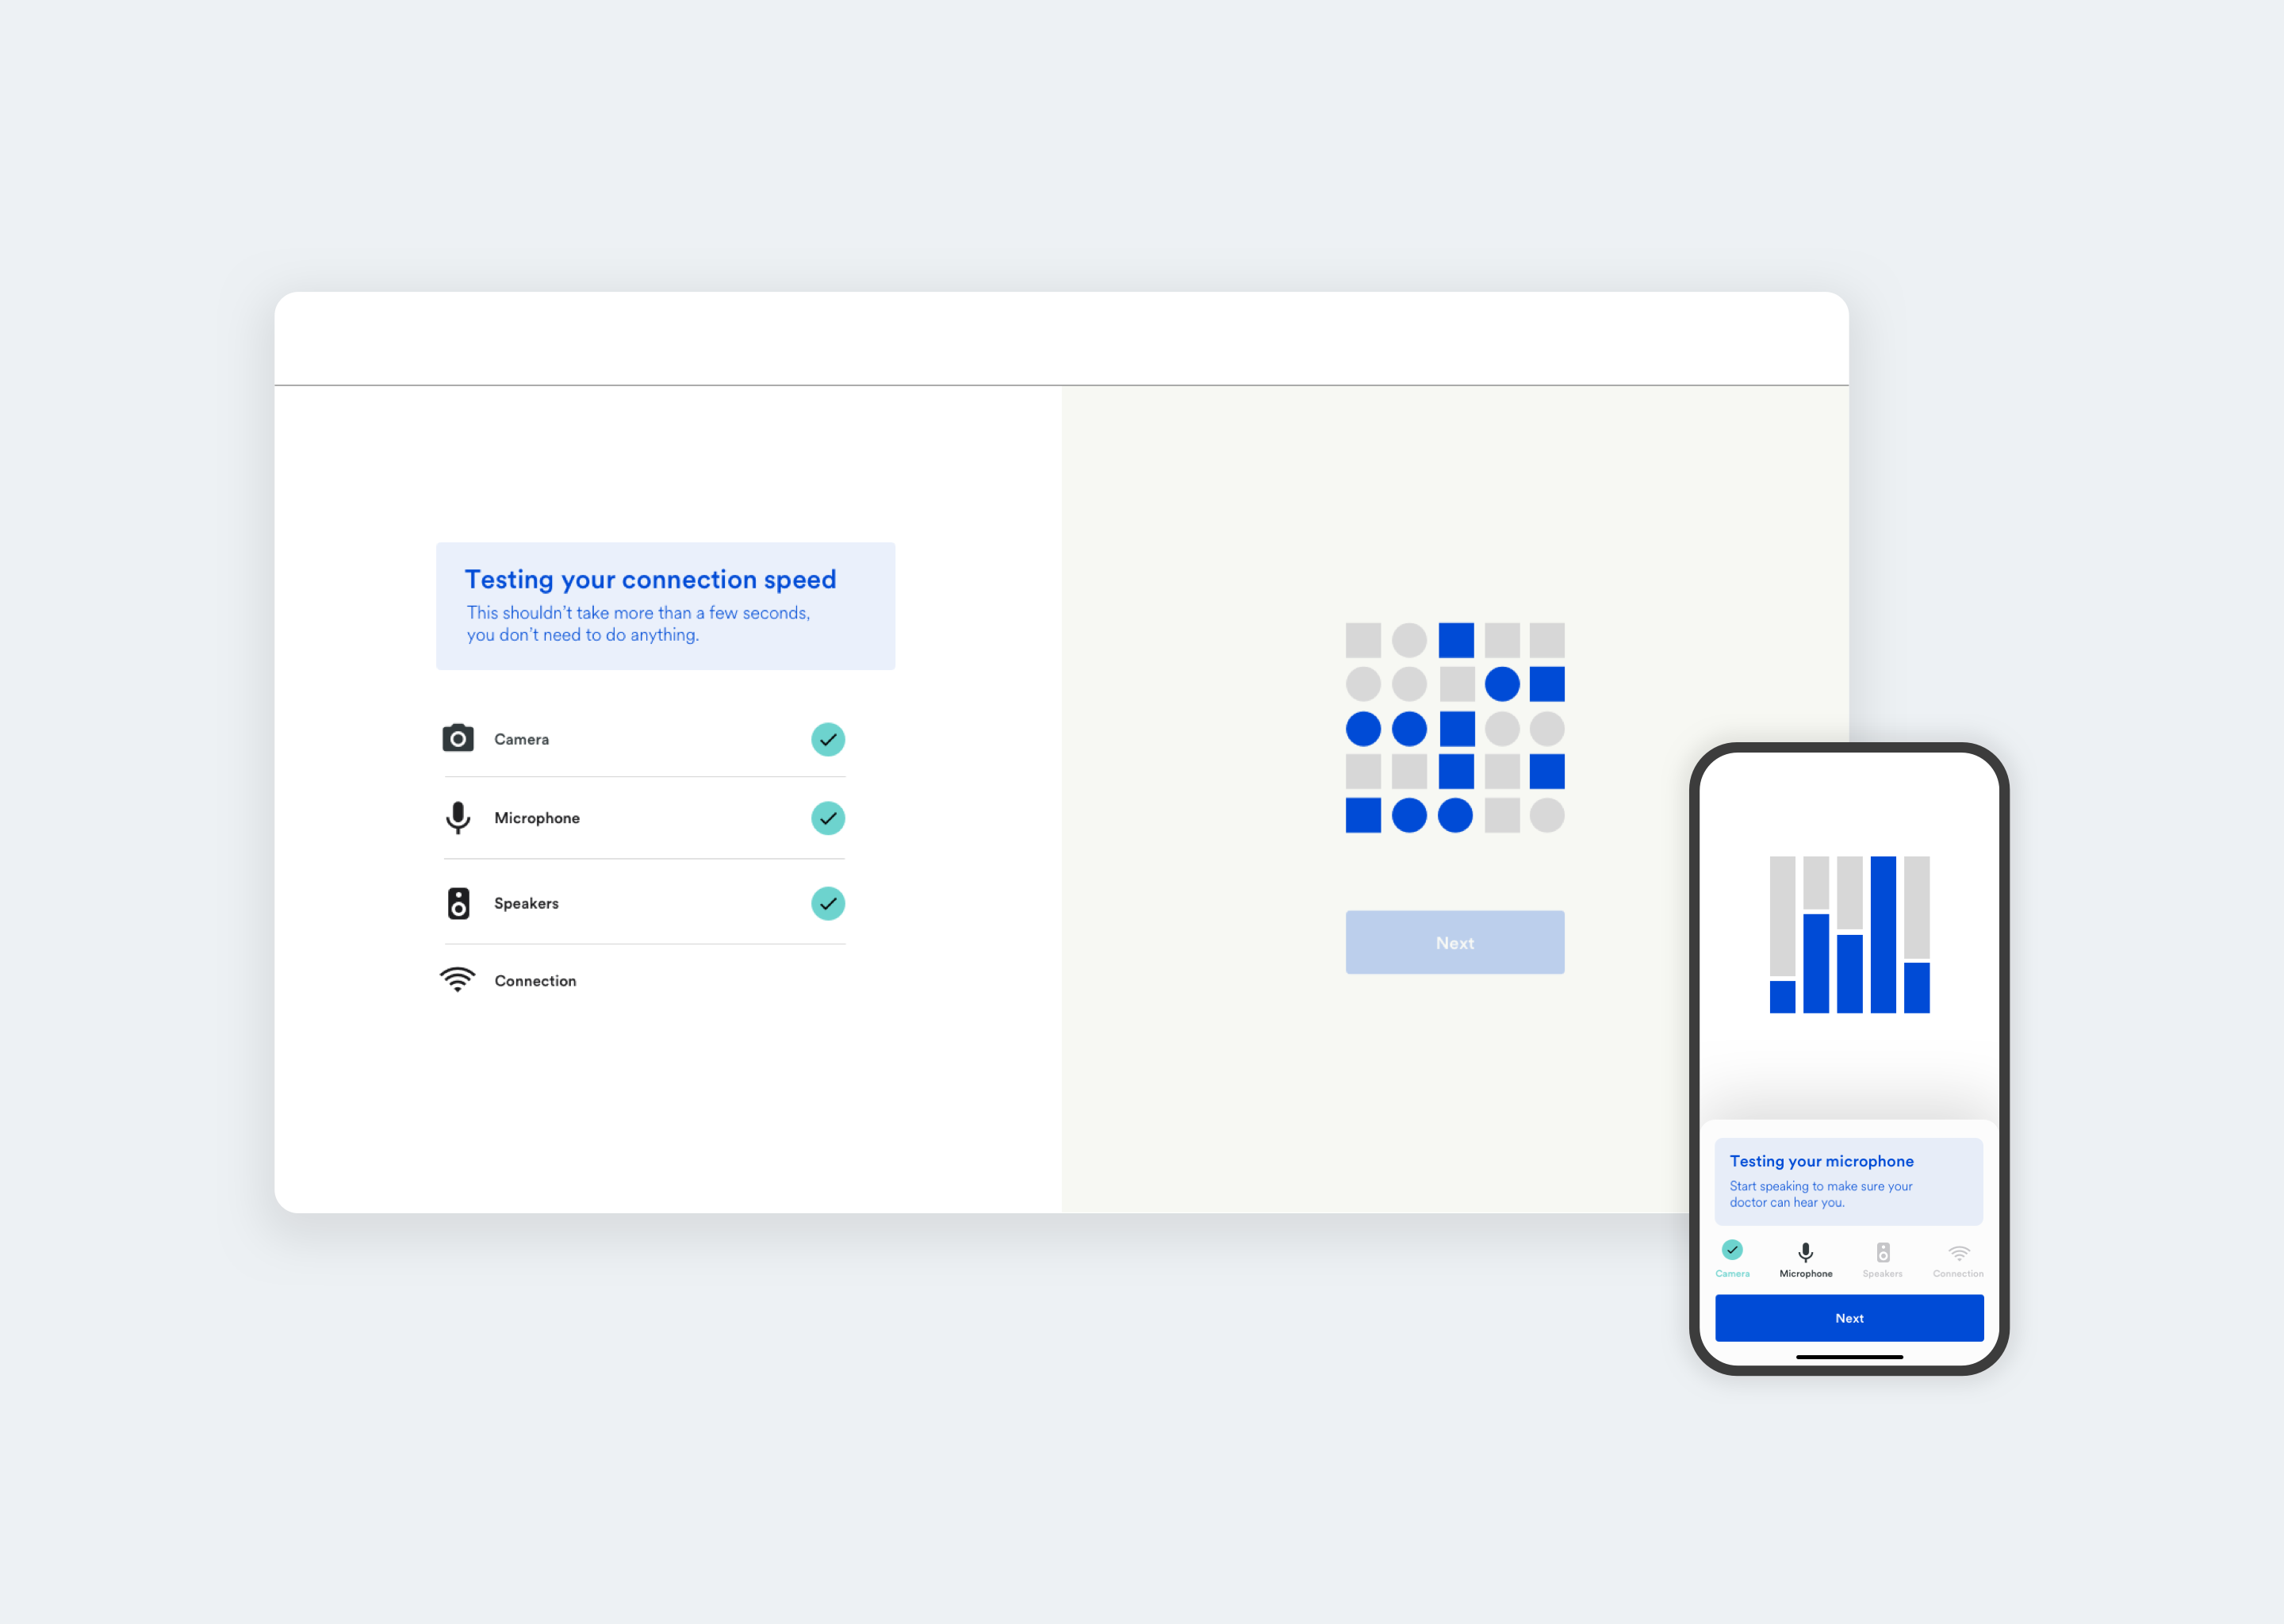 Testing your connection speed
This shouldn’t take more than a few seconds,
you don’t need to do anything.
Camera
Microphone
Speakers
Connection
Next
Testing your microphone
Start speaking to make sure your
doctor can hear you.
Camera Microphone Speakers Connection
Next